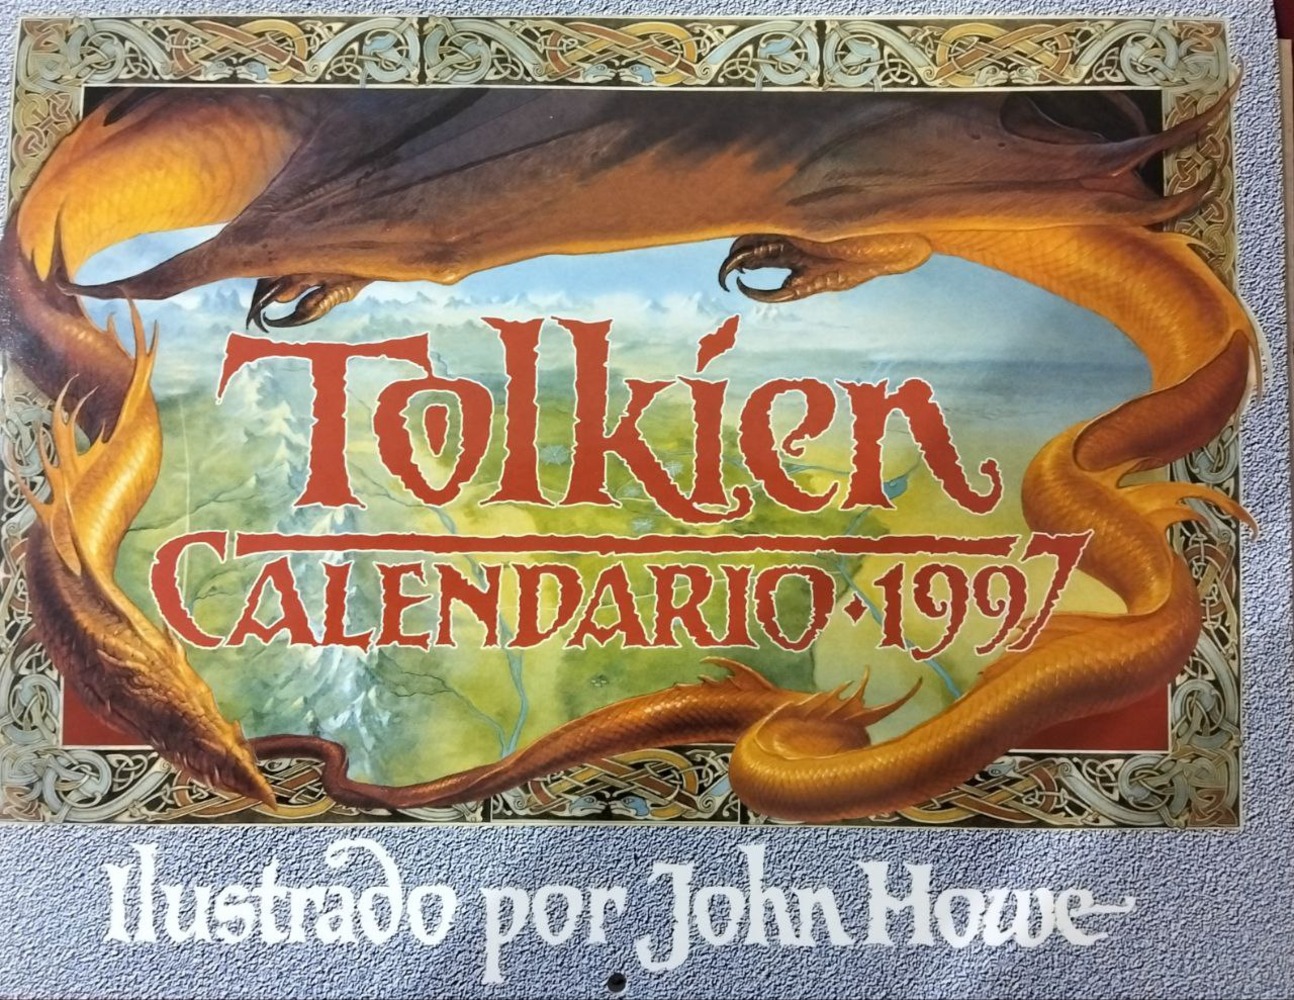 Tolkien
CALENDARIO·1997
Ilustrado por John Howe